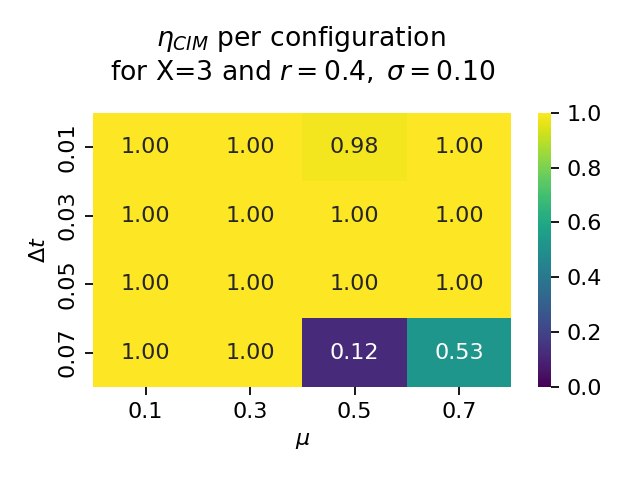 η_CIM per configuration
for X=3 and r = 0.4, σ = 0.10
Δt
0.01 1.00 1.00 0.98 1.00
0.03 1.00 1.00 1.00 1.00
0.05 1.00 1.00 1.00 1.00
0.07 1.00 1.00 0.12 0.53
0.1 0.3 0.5 0.7
μ
1.0
0.8
0.6
0.4
0.2
0.0